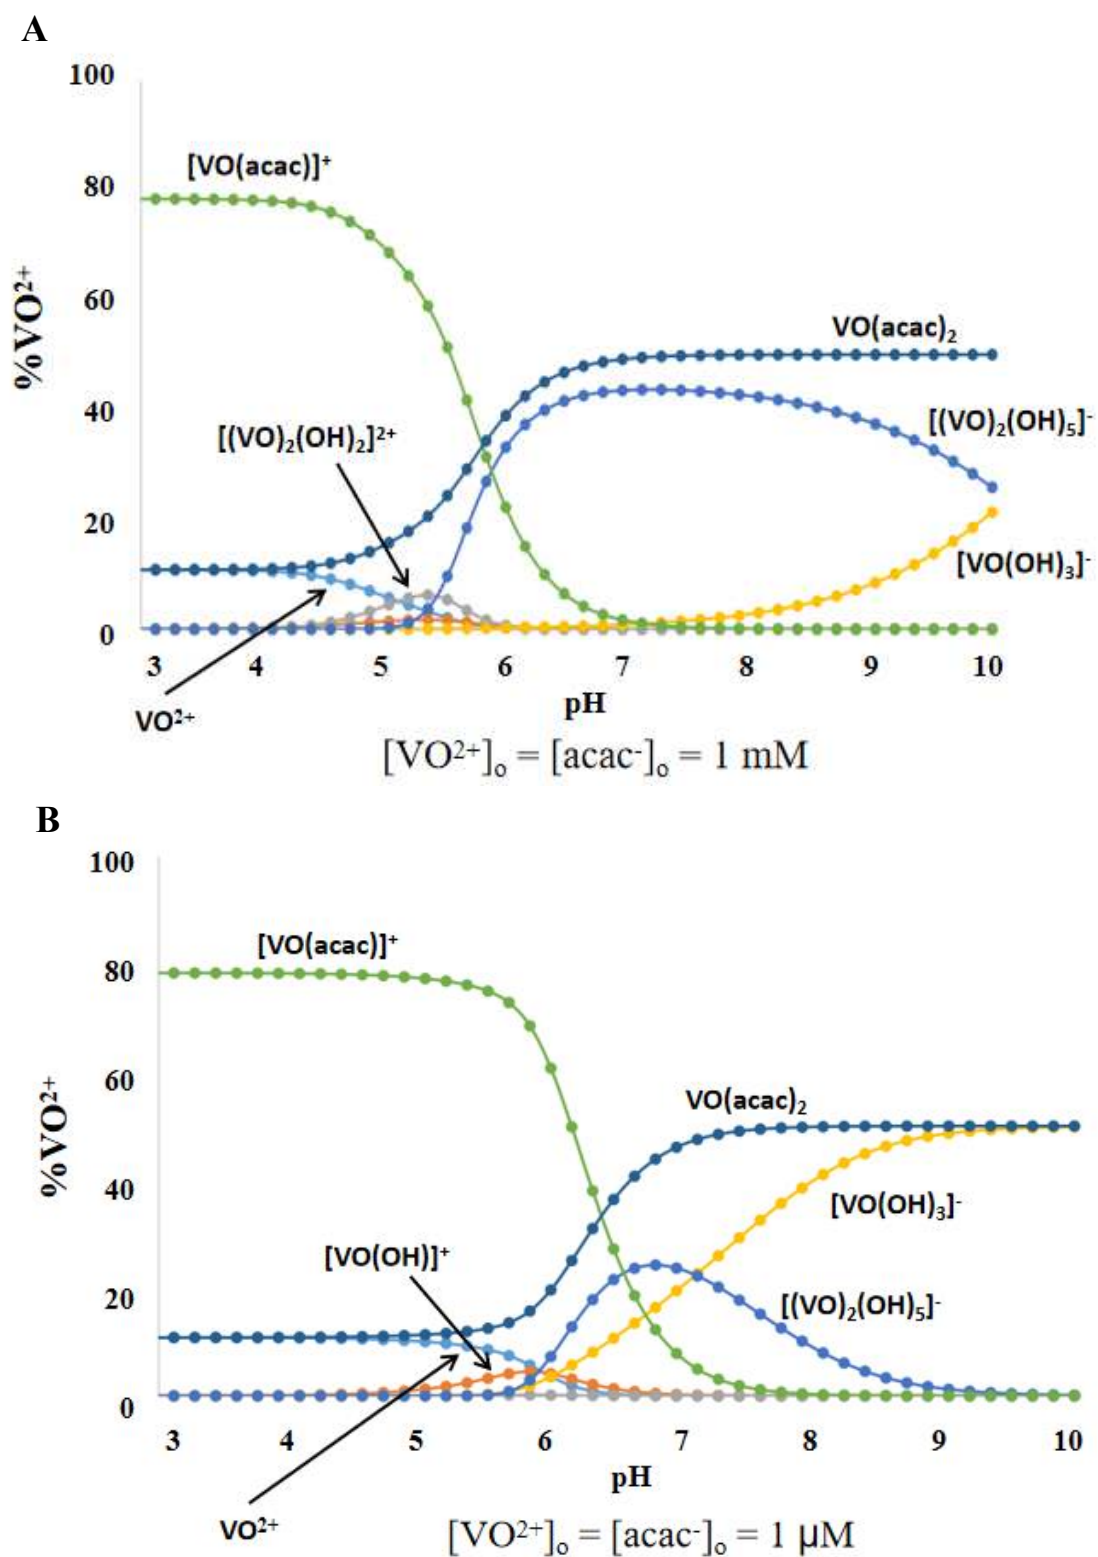 A
100
[VO(acac)]⁺
80
%VO²⁺
60
VO(acac)₂
40
[(VO)₂(OH)₂]²⁺
[(VO)₂(OH)₅]⁻
20
[VO(OH)₃]⁻
0
3 4 5 6 7 8 9 10
pH
VO²⁺
[VO²⁺]ₒ = [acac⁻]ₒ = 1 mM
B
100
[VO(acac)]⁺
80
%VO²⁺
60
VO(acac)₂
40
[VO(OH)₃]⁻
[VO(OH)]⁺
20
[(VO)₂(OH)₅]⁻
0
3 4 5 6 7 8 9 10
pH
VO²⁺
[VO²⁺]ₒ = [acac⁻]ₒ = 1 μM